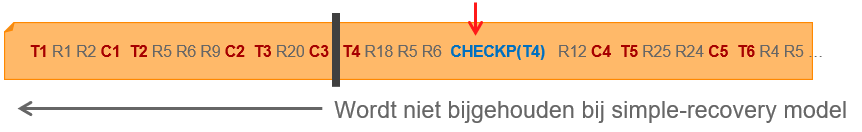 T1 R1 R2 C1 T2 R5 R6 R9 C2 T3 R20 C3 T4 R18 R5 R6 CHECKP(T4) R12 C4 T5 R25 R24 C5 T6 R4 R5 ...
Wordt niet bijgehouden bij simple-recovery model